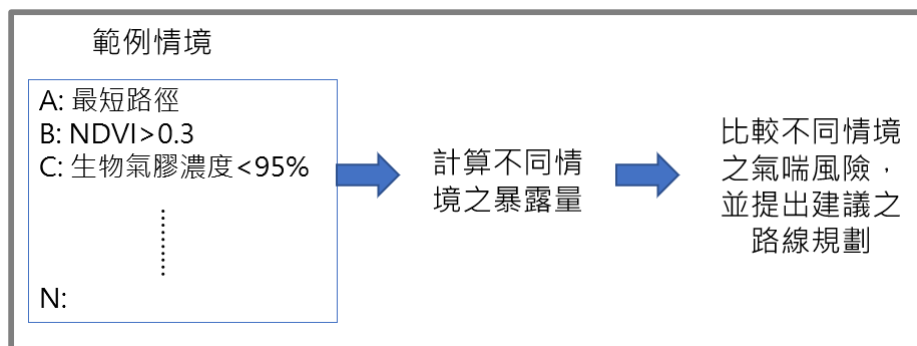 範例情境
A: 最短路徑
B: NDVI>0.3
C: 生物氣膠濃度<95%
⋮
N:
計算不同情
境之暴露量
比較不同情境
之氣喘風險，
並提出建議之
路線規劃